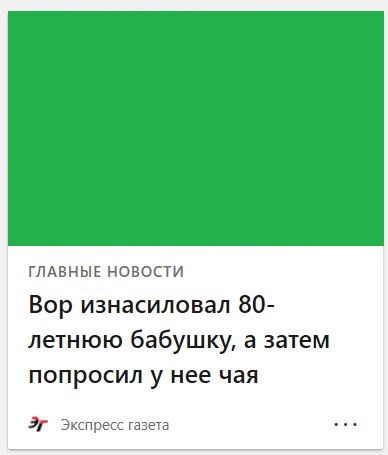 ГЛАВНЫЕ НОВОСТИ
Вор изнасиловал 80-
летнюю бабушку, а затем
попросил у нее чая
ЭГ Экспресс газета